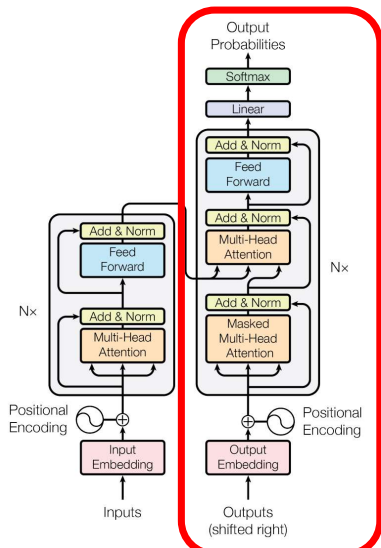 Output
Probabilities
Softmax
Linear
Add & Norm
Feed
Forward
Add & Norm
Multi-Head
Attention
Add & Norm
Masked
Multi-Head
Attention
N×
Positional
Encoding
Output
Embedding
Outputs
(shifted right)
Add & Norm
Feed
Forward
Add & Norm
Multi-Head
Attention
N×
Positional
Encoding
Input
Embedding
Inputs